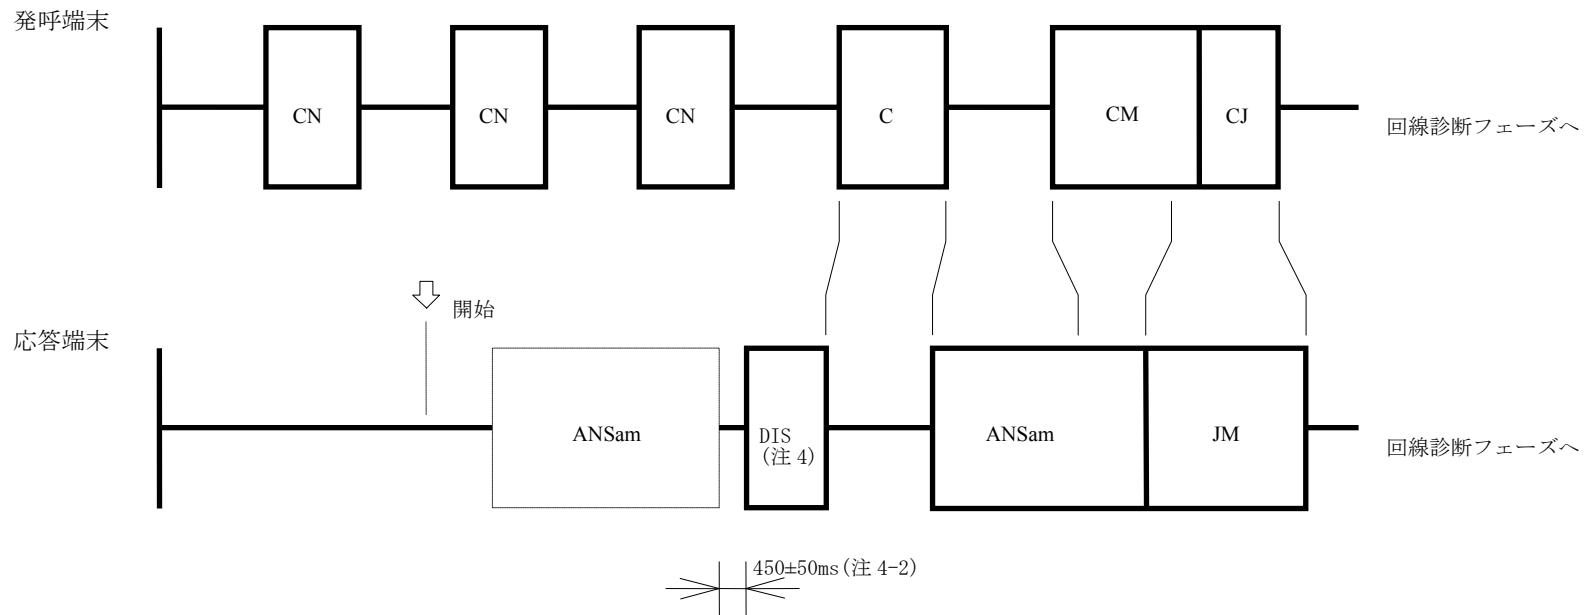 発呼端末
CN
CN
CN
C
CM
CJ
回線診断フェーズへ
開始
応答端末
ANSam
DIS
(注 4)
ANSam
JM
回線診断フェーズへ
450±50ms(注 4-2)